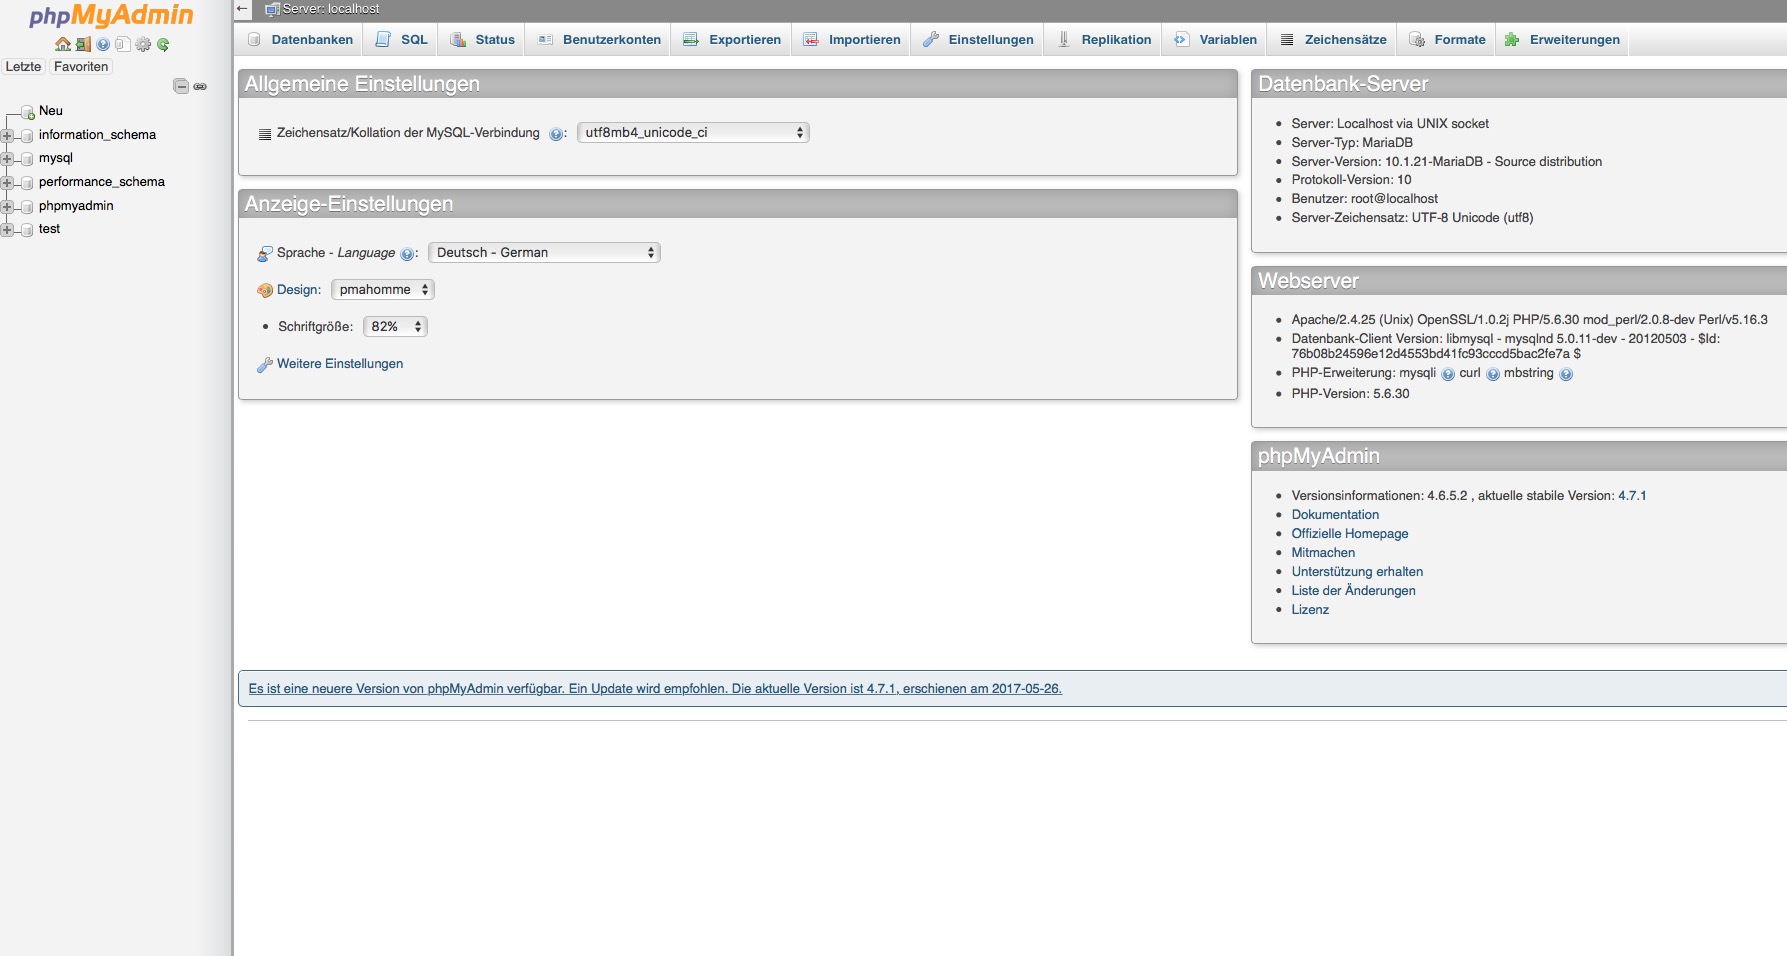 phpMyAdmin
Letzte Favoriten
Neu
information_schema
mysql
performance_schema
phpmyadmin
test
← Server: localhost
Datenbanken SQL Status Benutzerkonten Exportieren Importieren Einstellungen Replikation Variablen Zeichensätze Formate Erweiterungen
Allgemeine Einstellungen
Zeichensatz/Kollation der MySQL-Verbindung : utf8mb4_unicode_ci
Anzeige-Einstellungen
Sprache - Language : Deutsch - German
Design: pmahomme
• Schriftgröße: 82%
Weitere Einstellungen
Datenbank-Server
• Server: Localhost via UNIX socket
• Server-Typ: MariaDB
• Server-Version: 10.1.21-MariaDB - Source distribution
• Protokoll-Version: 10
• Benutzer: root@localhost
• Server-Zeichensatz: UTF-8 Unicode (utf8)
Webserver
• Apache/2.4.25 (Unix) OpenSSL/1.0.2j PHP/5.6.30 mod_perl/2.0.8-dev Perl/v5.16.3
• Datenbank-Client Version: libmysql - mysqlnd 5.0.11-dev - 20120503 - $Id:
76b08b24596e12d4553bd41fc93cccd5bac2fe7a $
• PHP-Erweiterung: mysqli curl mbstring
• PHP-Version: 5.6.30
phpMyAdmin
• Versionsinformationen: 4.6.5.2 , aktuelle stabile Version: 4.7.1
• Dokumentation
• Offizielle Homepage
• Mitmachen
• Unterstützung erhalten
• Liste der Änderungen
• Lizenz
Es ist eine neuere Version von phpMyAdmin verfügbar. Ein Update wird empfohlen. Die aktuelle Version ist 4.7.1, erschienen am 2017-05-26.